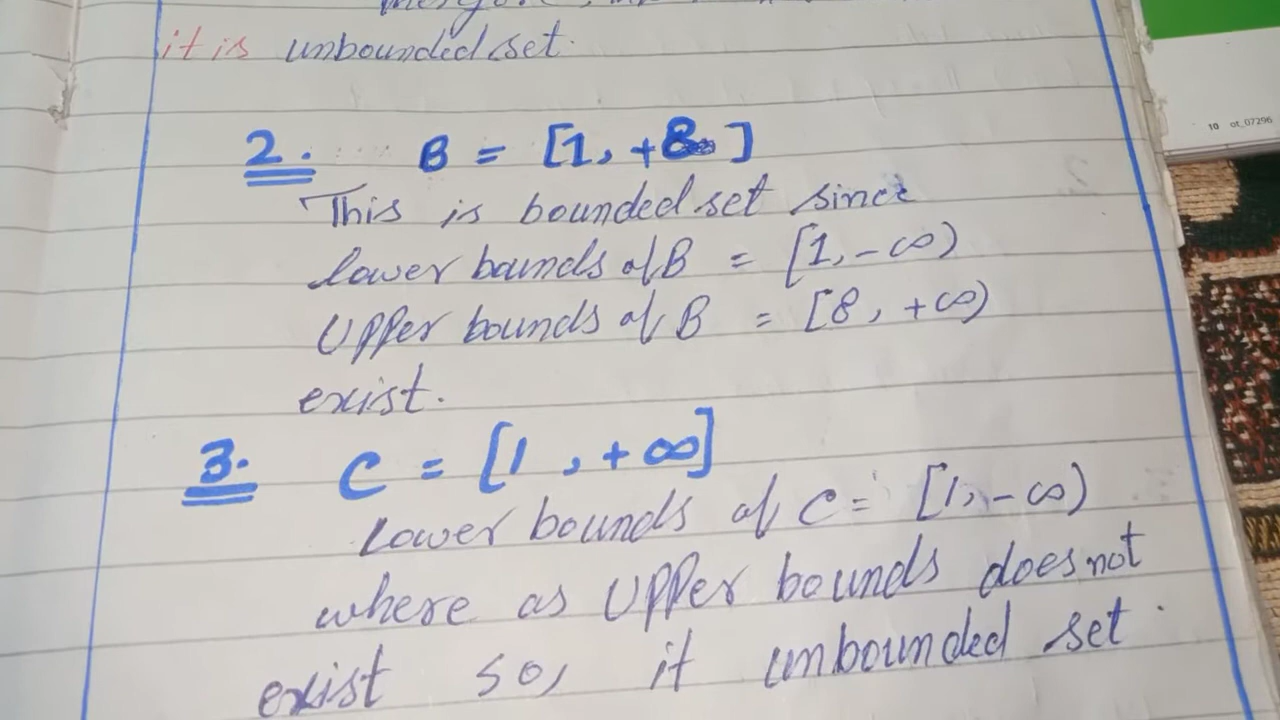 it is unbounded set.
2. B = [1, +8 ]
This is bounded set since
lower bounds of B = [1, -∞)
Upper bounds of B = [8, +∞)
exist.
3. C = [1, +∞]
Lower bounds of C = [1, -∞)
where as Upper bounds does not
exist so, it unbounded set.
10 ot_07296